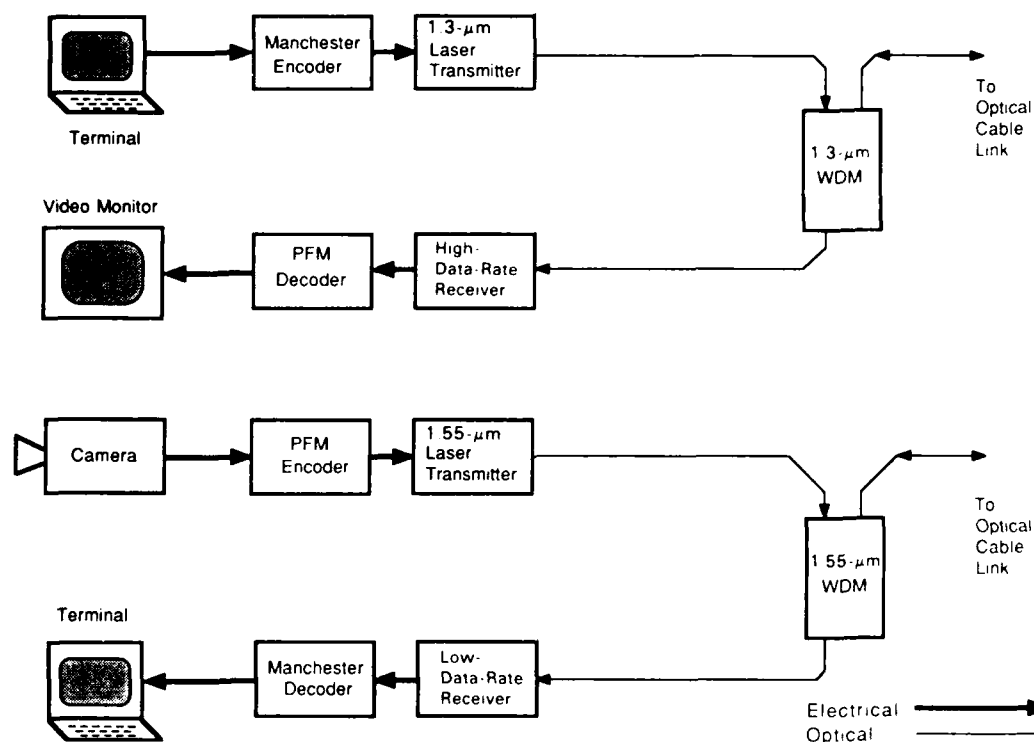 Terminal
Manchester
Encoder
1.3-μm
Laser
Transmitter
1.3-μm
WDM
To
Optical
Cable
Link
Video Monitor
PFM
Decoder
High-
Data-Rate
Receiver
Camera
PFM
Encoder
1.55-μm
Laser
Transmitter
1.55-μm
WDM
To
Optical
Cable
Link
Terminal
Manchester
Decoder
Low-
Data-Rate
Receiver
Electrical
Optical